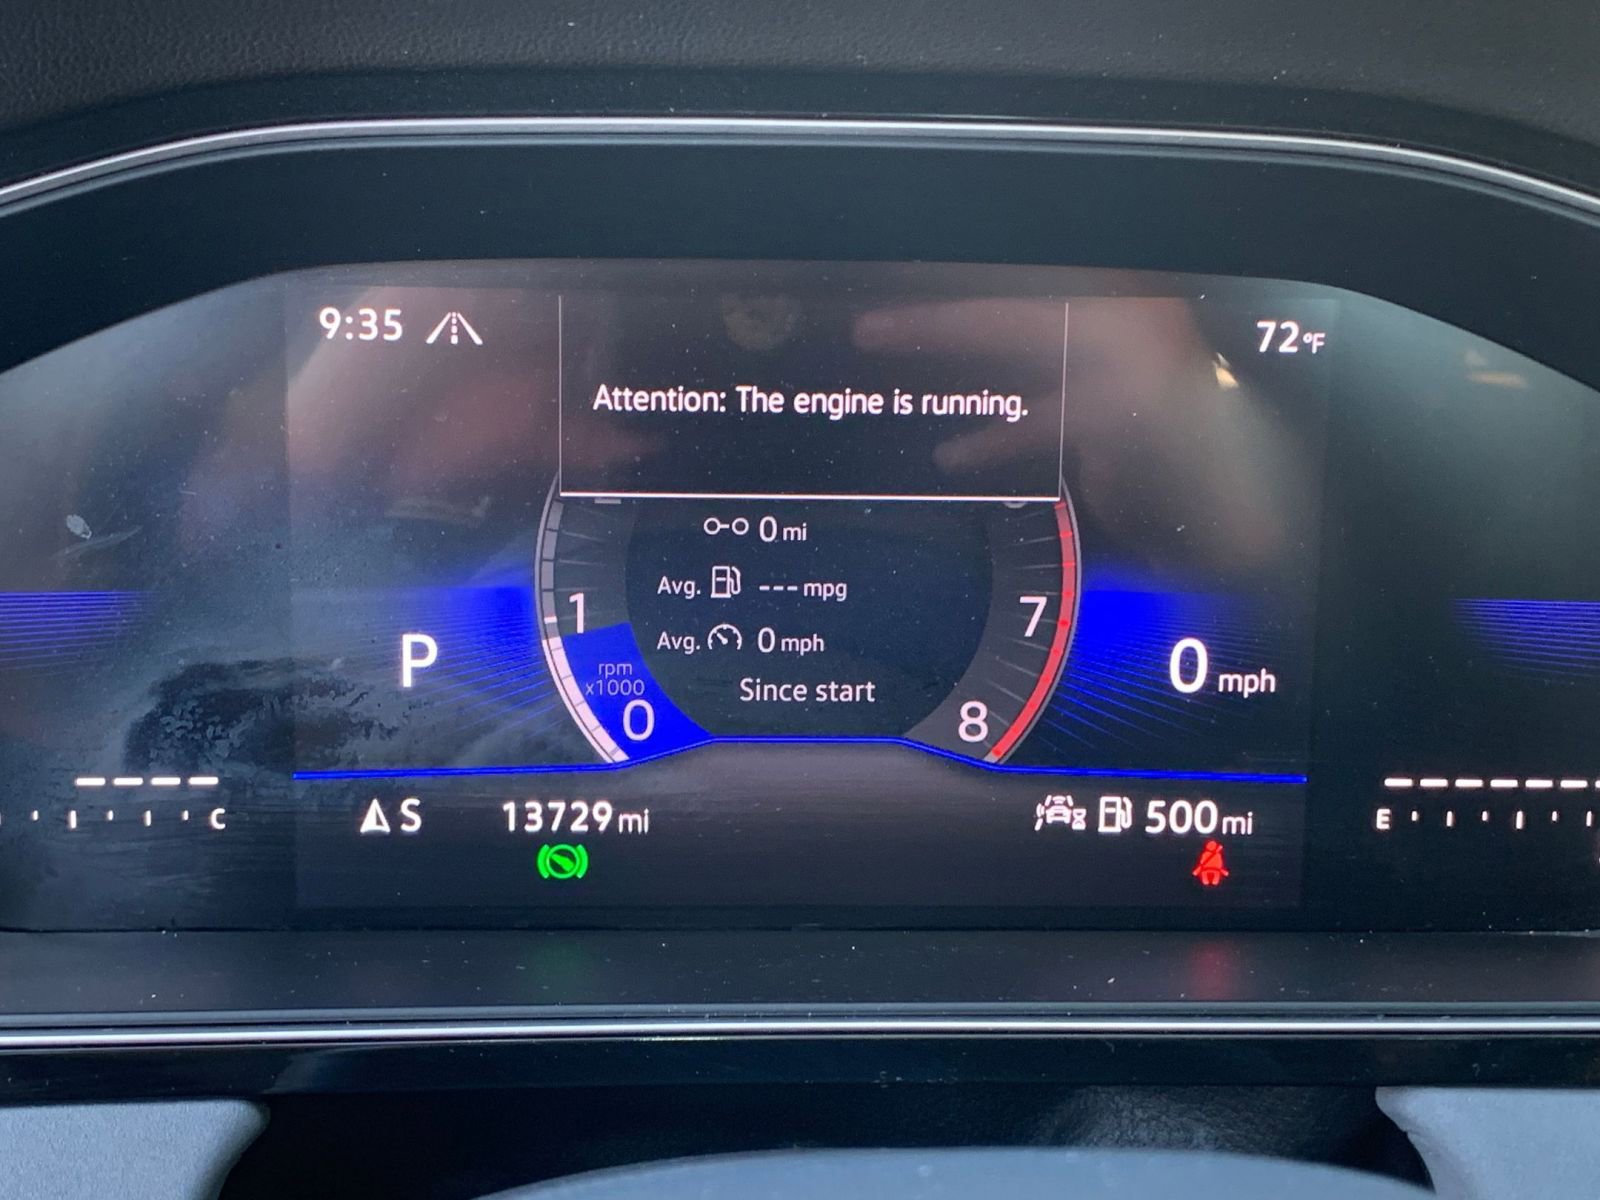 9:35
72°F
Attention: The engine is running.
0 mi
Avg. --- mpg
1
7
Avg. 0 mph
P
0 mph
rpm
x1000
Since start
0
8
C
S
13729 mi
500 mi
E